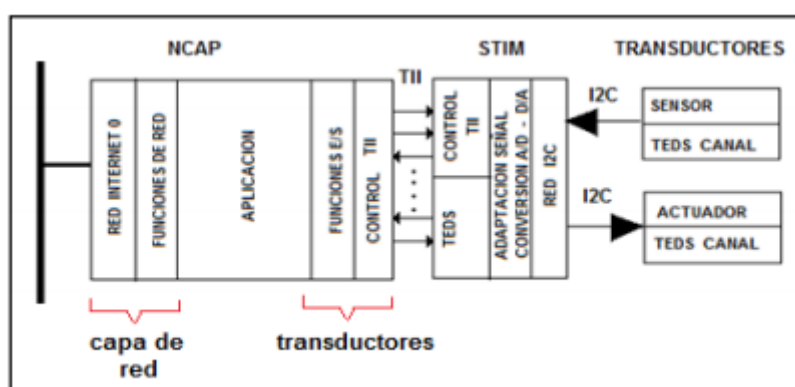 NCAP
STIM
TRANSDUCTORES
RED INTERNET 0
FUNCIONES DE RED
APLICACION
FUNCIONES E/S
CONTROL TII
TII
CONTROL
TII
TEDS
ADAPTACION SEÑAL
CONVERSION A/D - D/A
RED I2C
I2C
SENSOR
TEDS CANAL
I2C
ACTUADOR
TEDS CANAL
capa de
red
transductores